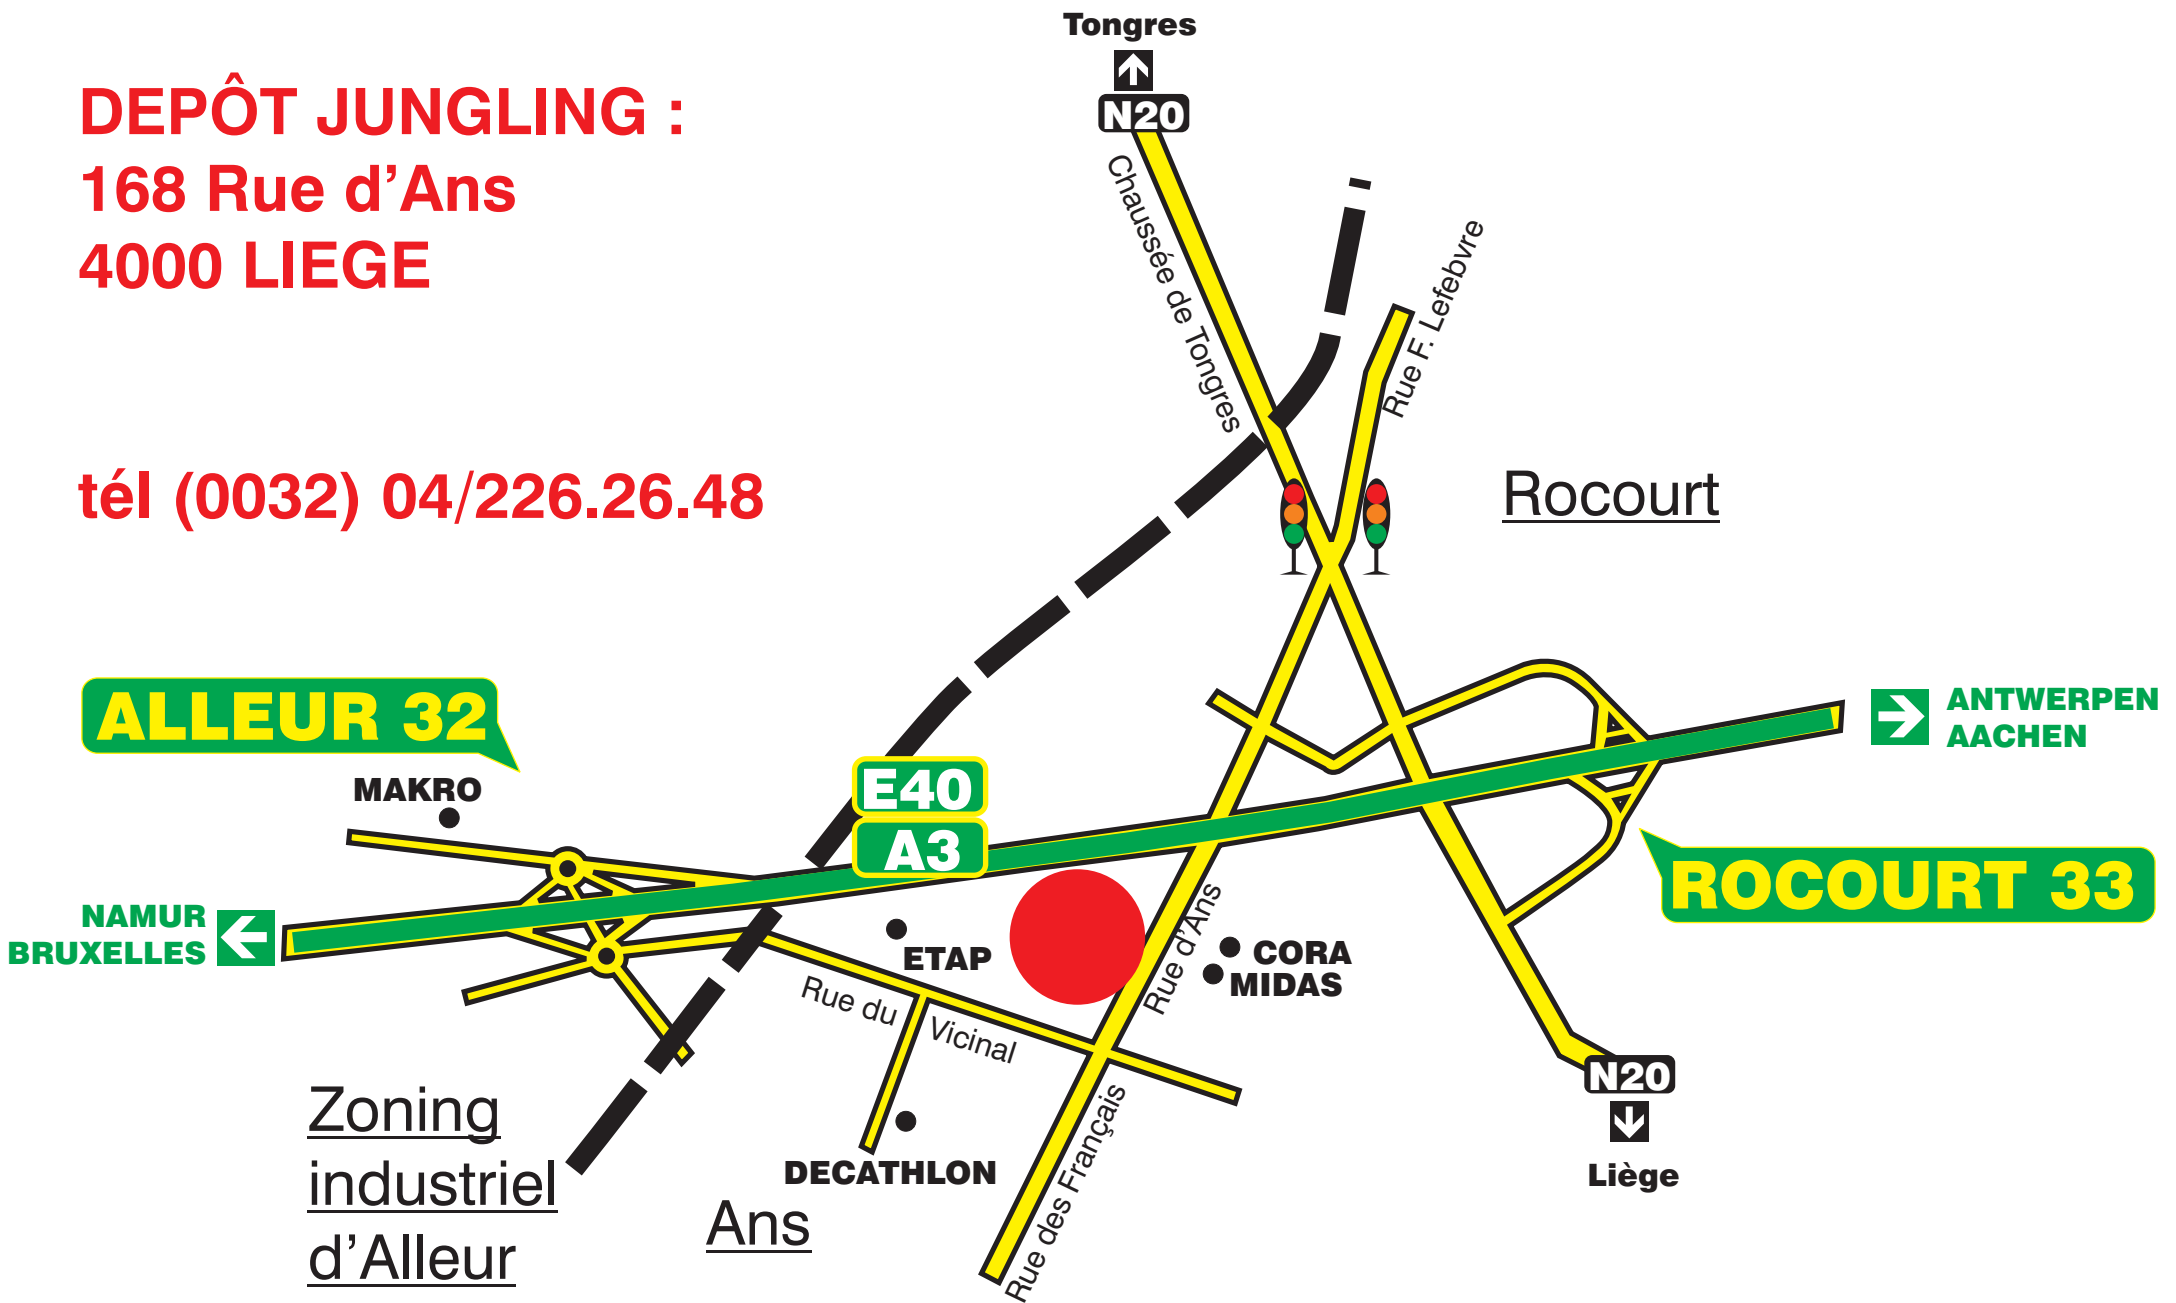 Tongres
N20
DEPÔT JUNGLING :
168 Rue d’Ans
4000 LIEGE
tél (0032) 04/226.26.48
Chaussée de Tongres
Rue F. Lefebvre
Rocourt
ALLEUR 32
MAKRO
E40
A3
ANTWERPEN
AACHEN
ROCOURT 33
NAMUR
BRUXELLES
ETAP
Rue d’Ans
CORA
MIDAS
Rue du Vicinal
N20
Liège
Zoning
industriel
d’Alleur
DECATHLON
Ans
Rue des Français